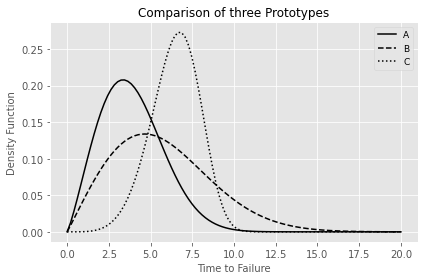 Comparison of three Prototypes
A
B
C
Density Function
0.25
0.20
0.15
0.10
0.05
0.00
0.0 2.5 5.0 7.5 10.0 12.5 15.0 17.5 20.0
Time to Failure